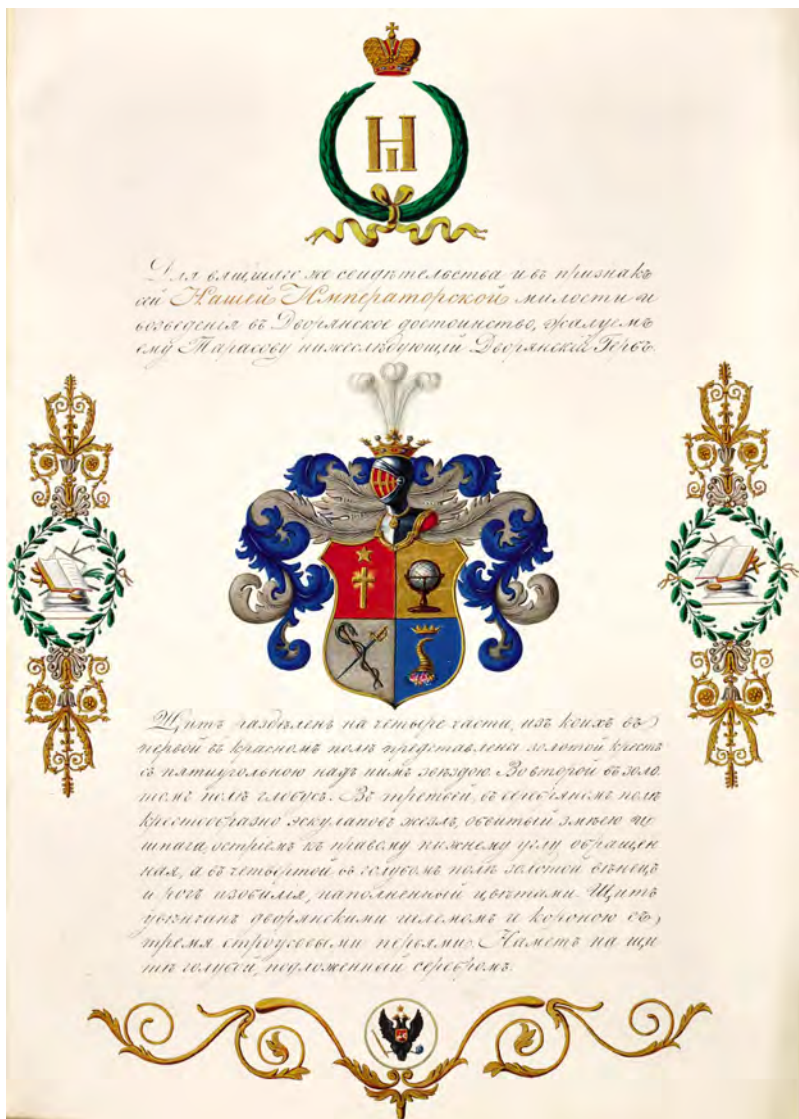 Н I
Для вящшаго же свидѣтельства и въ признакъ
сей Нашей Императорской милости и
возведенія въ Дворянское достоинство, жалуемъ
ему Тарасову нижеслѣдующій Дворянскій Гербъ.
Щитъ раздѣленъ на четыре части, изъ коихъ въ
первой въ красномъ полѣ представлены золотой крестъ
съ пятиугольною надъ нимъ звѣздою. Во второй въ золо
томъ полѣ глобусъ. Въ третьей, въ серебряномъ полѣ
крестообразно эскулаповъ жезлъ, обвитый змѣею и
шпага, остріемъ къ правому нижнему углу обращен
ная, а въ четвертой въ голубомъ полѣ золотой вѣнецъ
и рогъ изобилія, наполненный цвѣтами. Щитъ
увѣнчанъ дворянскими шлемомъ и короною съ
тремя строусовыми перьями. Наметъ на щи
тѣ голубой, подложенный серебромъ.